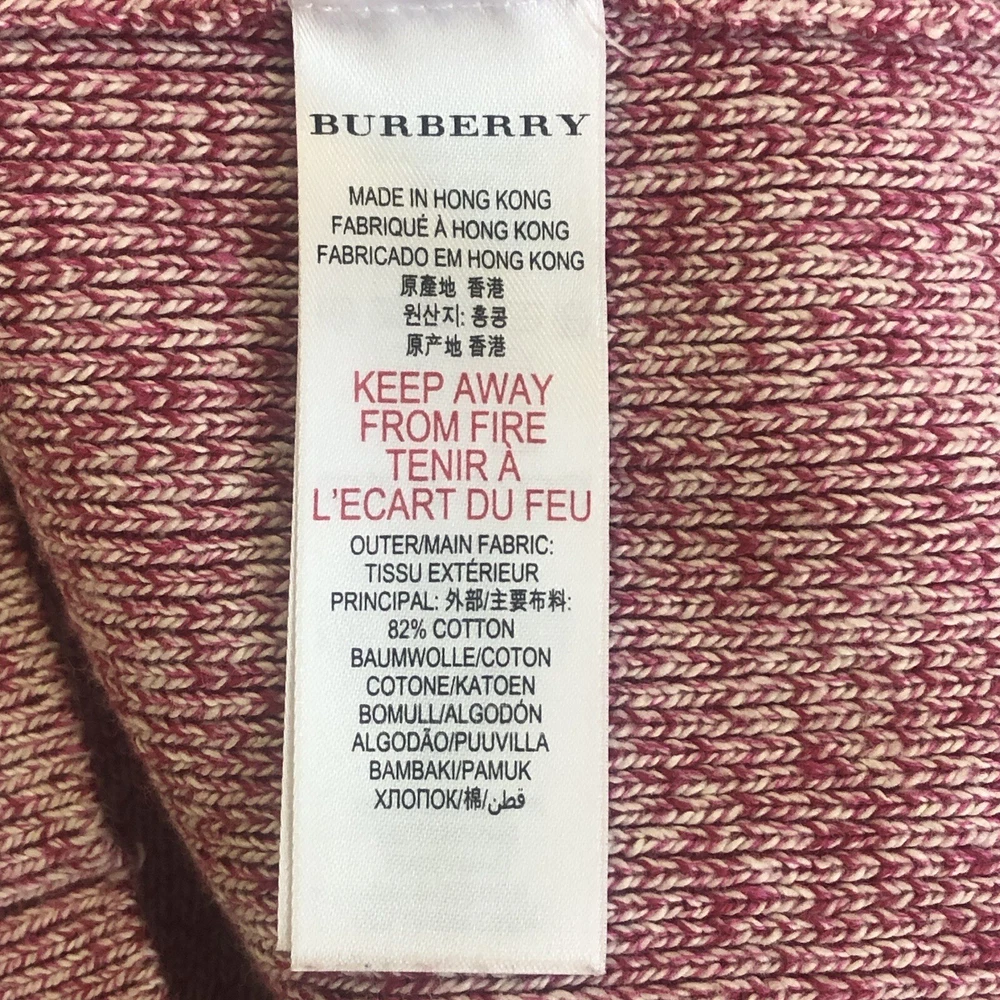 BURBERRY
MADE IN HONG KONG
FABRIQUÉ À HONG KONG
FABRICADO EM HONG KONG
原產地 香港
원산지: 홍콩
原产地 香港
KEEP AWAY
FROM FIRE
TENIR À
L'ECART DU FEU
OUTER/MAIN FABRIC:
TISSU EXTÉRIEUR
PRINCIPAL: 外部/主要布料:
82% COTTON
BAUMWOLLE/COTON
COTONE/KATOEN
BOMULL/ALGODÓN
ALGODÃO/PUUVILLA
BAMBAKI/PAMUK
ХЛОПОК/棉/قطن